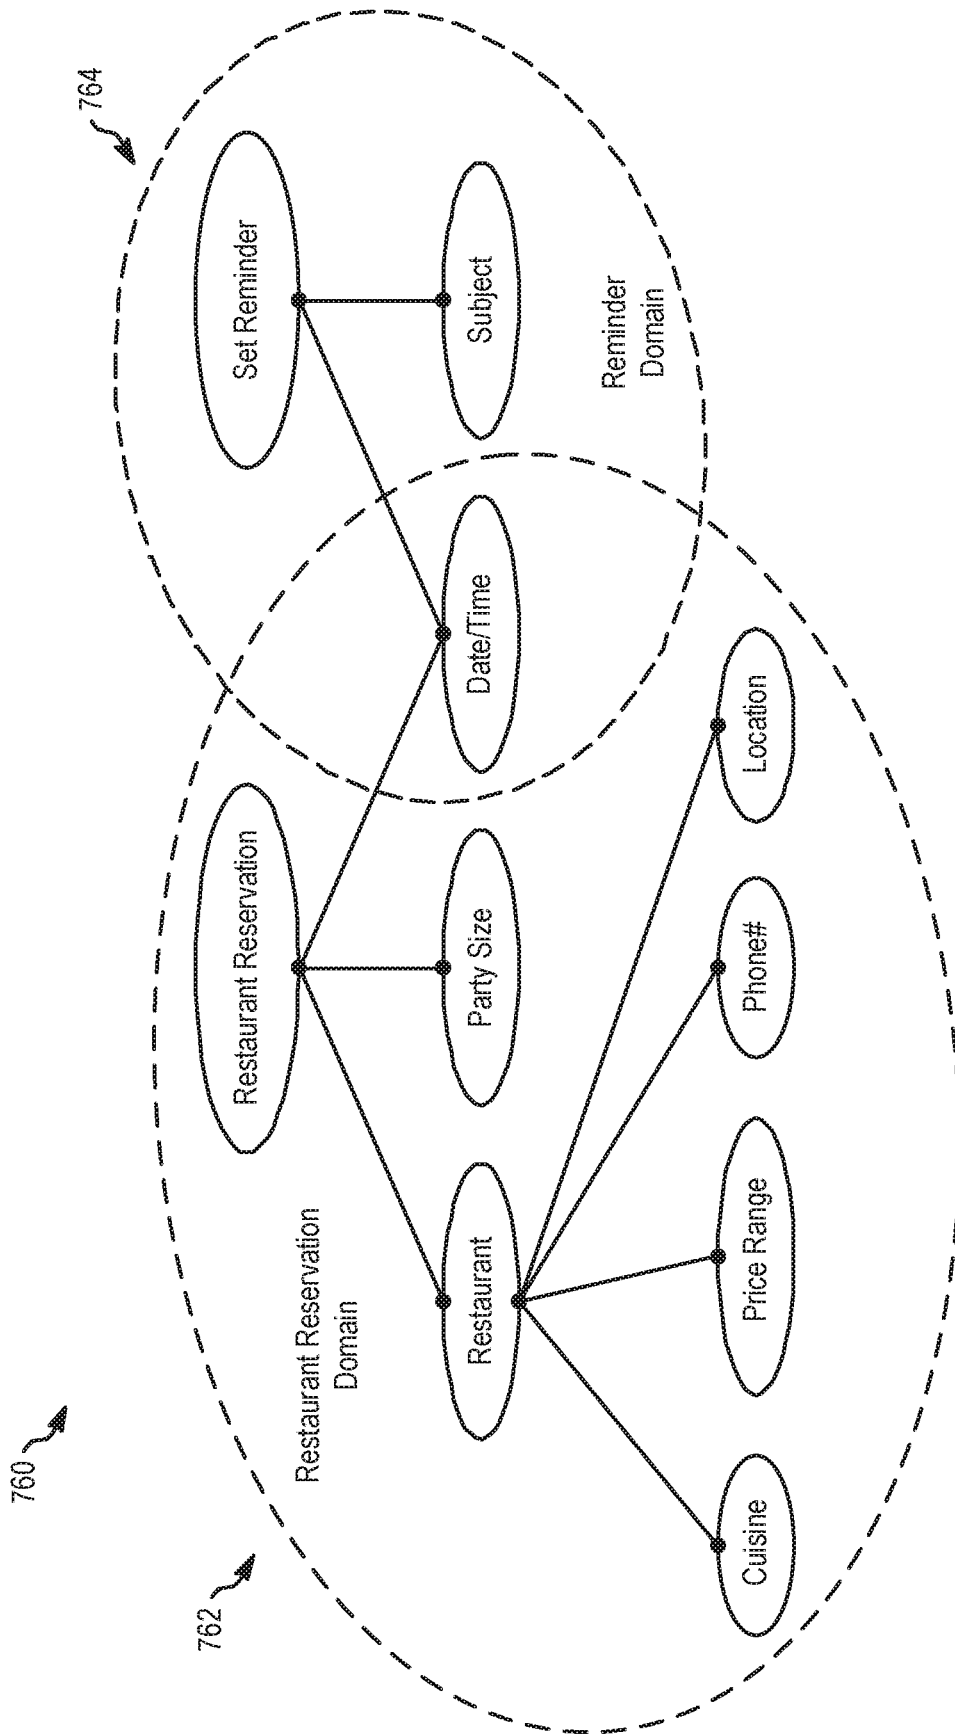 760
762
764
Restaurant Reservation
Domain
Restaurant Reservation
Set Reminder
Restaurant
Party Size
Date/Time
Subject
Reminder
Domain
Cuisine
Price Range
Phone#
Location